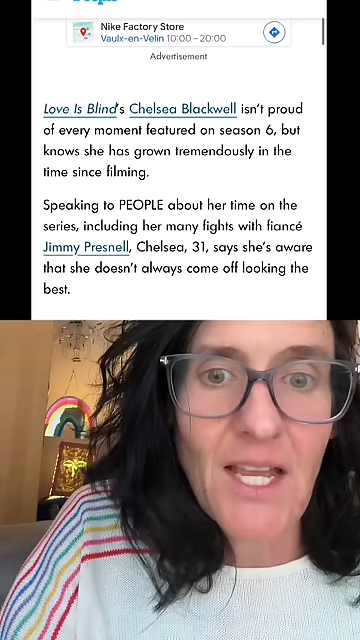 People
Nike Factory Store
Vaulx-en-Velin 10:00 – 20:00
Advertisement
Love Is Blind's Chelsea Blackwell isn't proud
of every moment featured on season 6, but
knows she has grown tremendously in the
time since filming.
Speaking to PEOPLE about her time on the
series, including her many fights with fiancé
Jimmy Presnell, Chelsea, 31, says she's aware
that she doesn't always come off looking the
best.